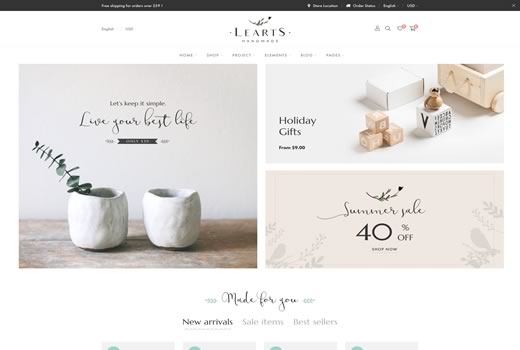 Free shipping for orders over $59 !
Store Location
Order Status
English
USD
English
USD
LEARTS
HANDMADE
HOME
SHOP
PROJECT
ELEMENTS
BLOG
PAGES
Let's keep it simple.
Live your best life
ONLY $39
Holiday
Gifts
From $9.00
V
Summer sale
40 % OFF
SHOP NOW
Made for you
New arrivals
Sale items
Best sellers